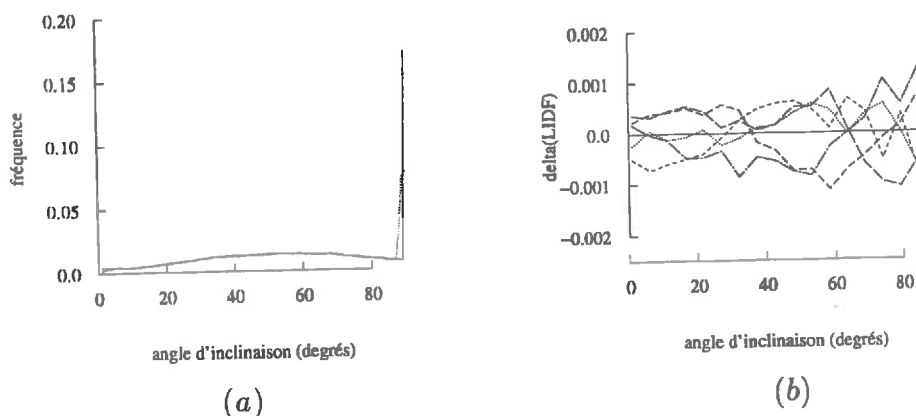 0.20
0.15
0.10
0.05
0.0
fréquence
0 20 40 60 80
angle d'inclinaison (degrés)
(a)
0.002
0.001
0.0
−0.001
−0.002
delta(LIDF)
0 20 40 60 80
angle d'inclinaison (degrés)
(b)